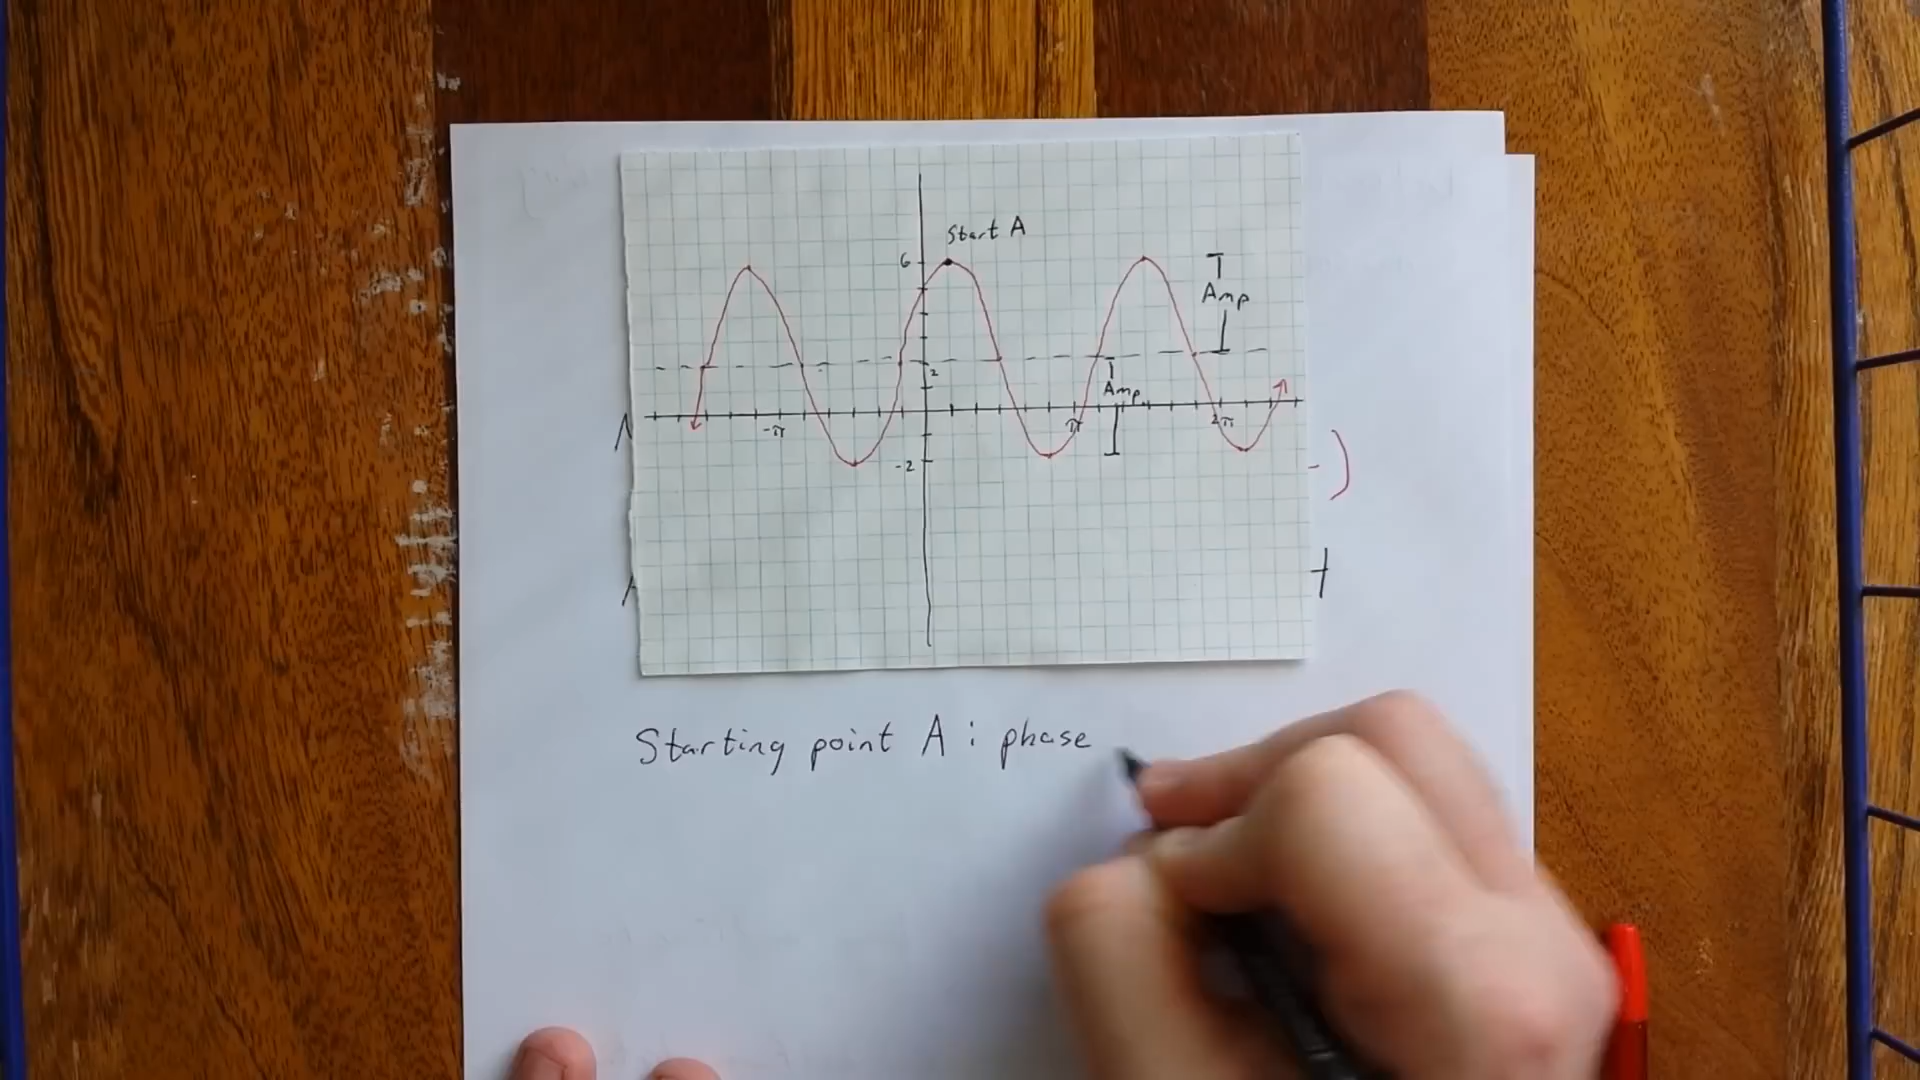 Start A
6
Amp
2
Amp
-π
π
2π
-2
-)
Starting point A : phase